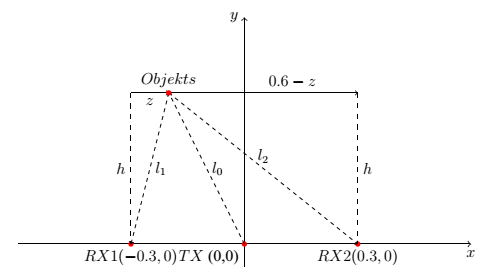 y
Objekts
0.6 − z
z
h
l₁
l₀
l₂
h
x
RX1(−0.3, 0)TX (0,0)
RX2(0.3, 0)